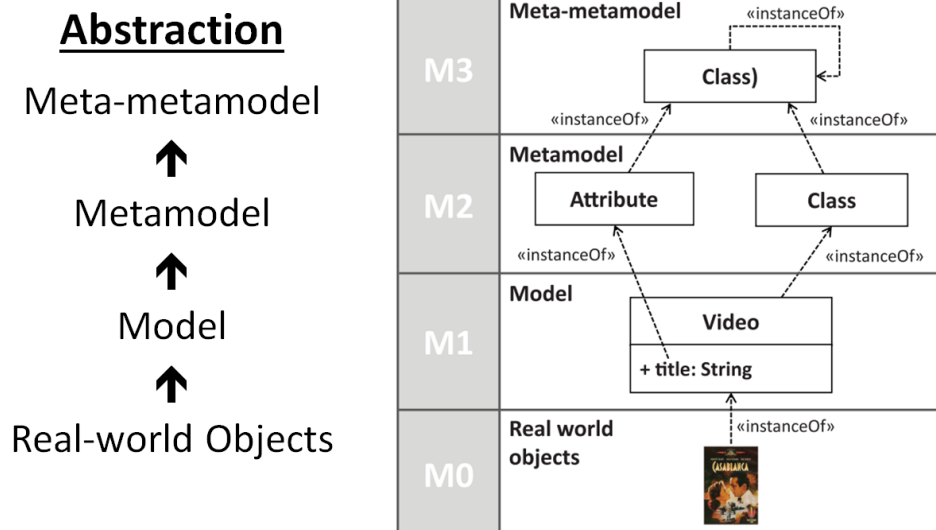 Abstraction
Meta-metamodel
Metamodel
Model
Real-world Objects
M3
Meta-metamodel
«instanceOf»
Class)
«instanceOf»
«instanceOf»
M2
Metamodel
Attribute
Class
«instanceOf»
«instanceOf»
M1
Model
Video
+ title: String
M0
Real world
objects
«instanceOf»
CASABLANCA